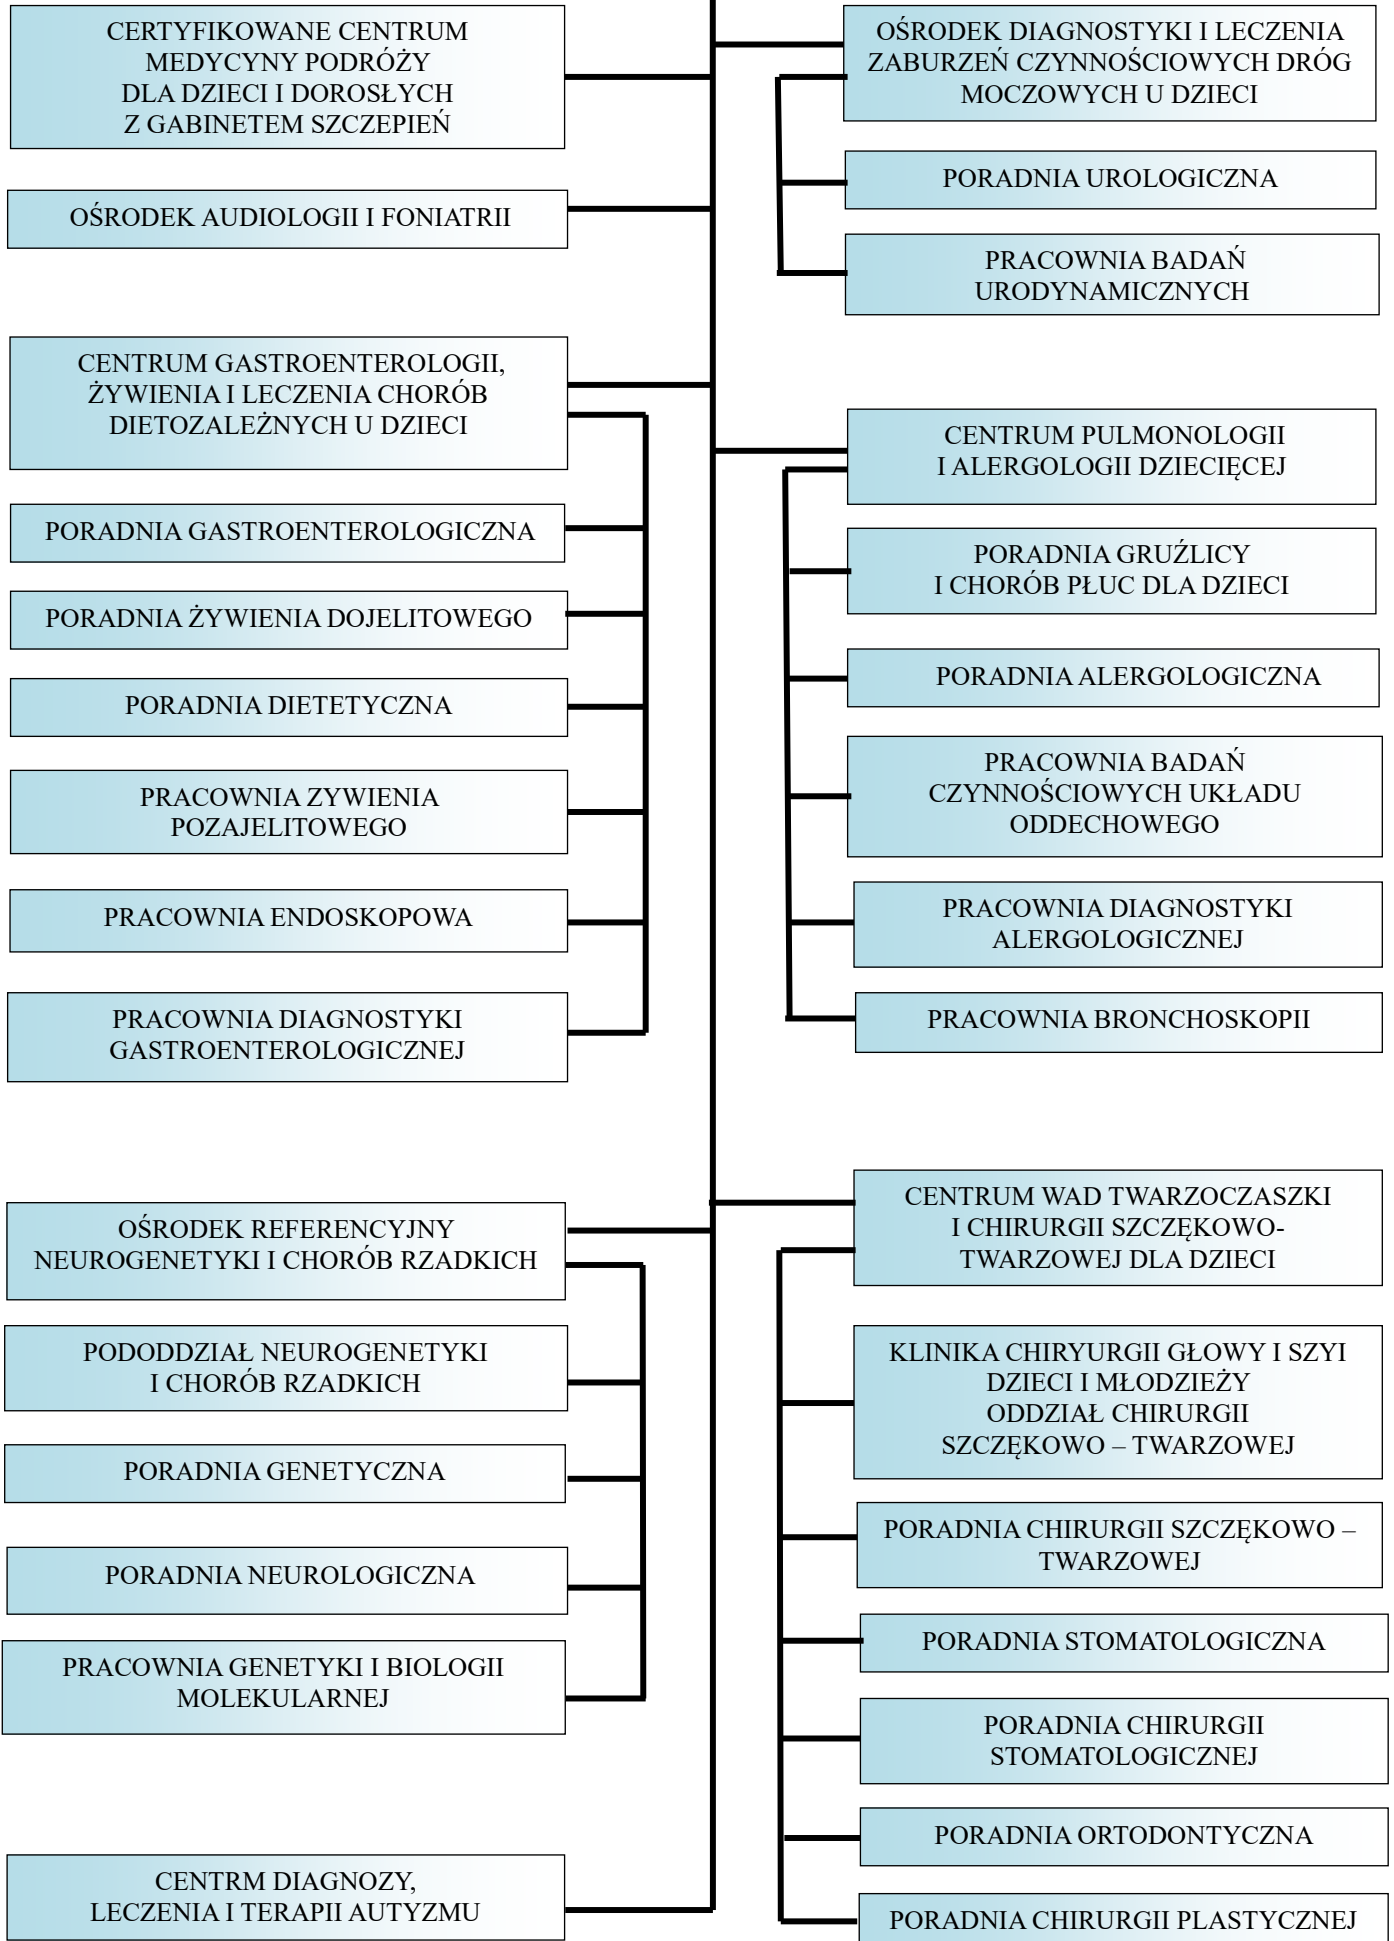 CERTYFIKOWANE CENTRUM
MEDYCYNY PODRÓŻY
DLA DZIECI I DOROSŁYCH
Z GABINETEM SZCZEPIEŃ
OŚRODEK AUDIOLOGII I FONIATRII
CENTRUM GASTROENTEROLOGII,
ŻYWIENIA I LECZENIA CHORÓB
DIETOZALEŻNYCH U DZIECI
PORADNIA GASTROENTEROLOGICZNA
PORADNIA ŻYWIENIA DOJELITOWEGO
PORADNIA DIETETYCZNA
PRACOWNIA ZYWIENIA
POZAJELITOWEGO
PRACOWNIA ENDOSKOPOWA
PRACOWNIA DIAGNOSTYKI
GASTROENTEROLOGICZNEJ
OŚRODEK REFERENCYJNY
NEUROGENETYKI I CHORÓB RZADKICH
PODODDZIAŁ NEUROGENETYKI
I CHORÓB RZADKICH
PORADNIA GENETYCZNA
PORADNIA NEUROLOGICZNA
PRACOWNIA GENETYKI I BIOLOGII
MOLEKULARNEJ
CENTRM DIAGNOZY,
LECZENIA I TERAPII AUTYZMU
OŚRODEK DIAGNOSTYKI I LECZENIA
ZABURZEŃ CZYNNOŚCIOWYCH DRÓG
MOCZOWYCH U DZIECI
PORADNIA UROLOGICZNA
PRACOWNIA BADAŃ
URODYNAMICZNYCH
CENTRUM PULMONOLOGII
I ALERGOLOGII DZIECIĘCEJ
PORADNIA GRUŹLICY
I CHORÓB PŁUC DLA DZIECI
PORADNIA ALERGOLOGICZNA
PRACOWNIA BADAŃ
CZYNNOŚCIOWYCH UKŁADU
ODDECHOWEGO
PRACOWNIA DIAGNOSTYKI
ALERGOLOGICZNEJ
PRACOWNIA BRONCHOSKOPII
CENTRUM WAD TWARZOCZASZKI
I CHIRURGII SZCZĘKOWO-
TWARZOWEJ DLA DZIECI
KLINIKA CHIRYURGII GŁOWY I SZYI
DZIECI I MŁODZIEŻY
ODDZIAŁ CHIRURGII
SZCZĘKOWO – TWARZOWEJ
PORADNIA CHIRURGII SZCZĘKOWO –
TWARZOWEJ
PORADNIA STOMATOLOGICZNA
PORADNIA CHIRURGII
STOMATOLOGICZNEJ
PORADNIA ORTODONTYCZNA
PORADNIA CHIRURGII PLASTYCZNEJ